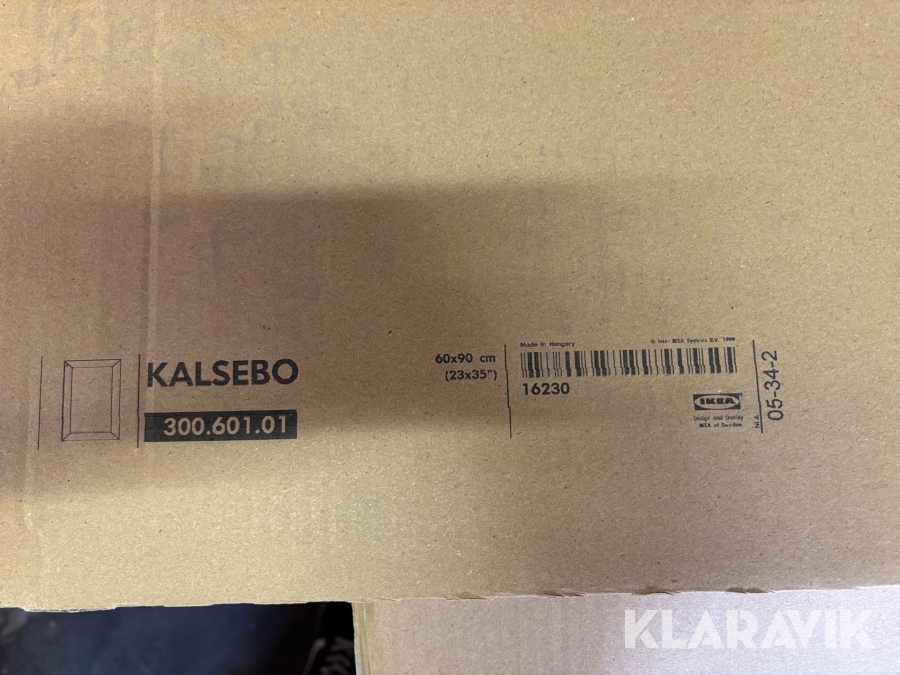 KALSEBO
300.601.01
60x90 cm
(23x35")
Made in Hungary
© Inter IKEA Systems B.V. 1999
16230
IKEA
Design and Quality
IKEA of Sweden
05-34-2
KLARAVIK